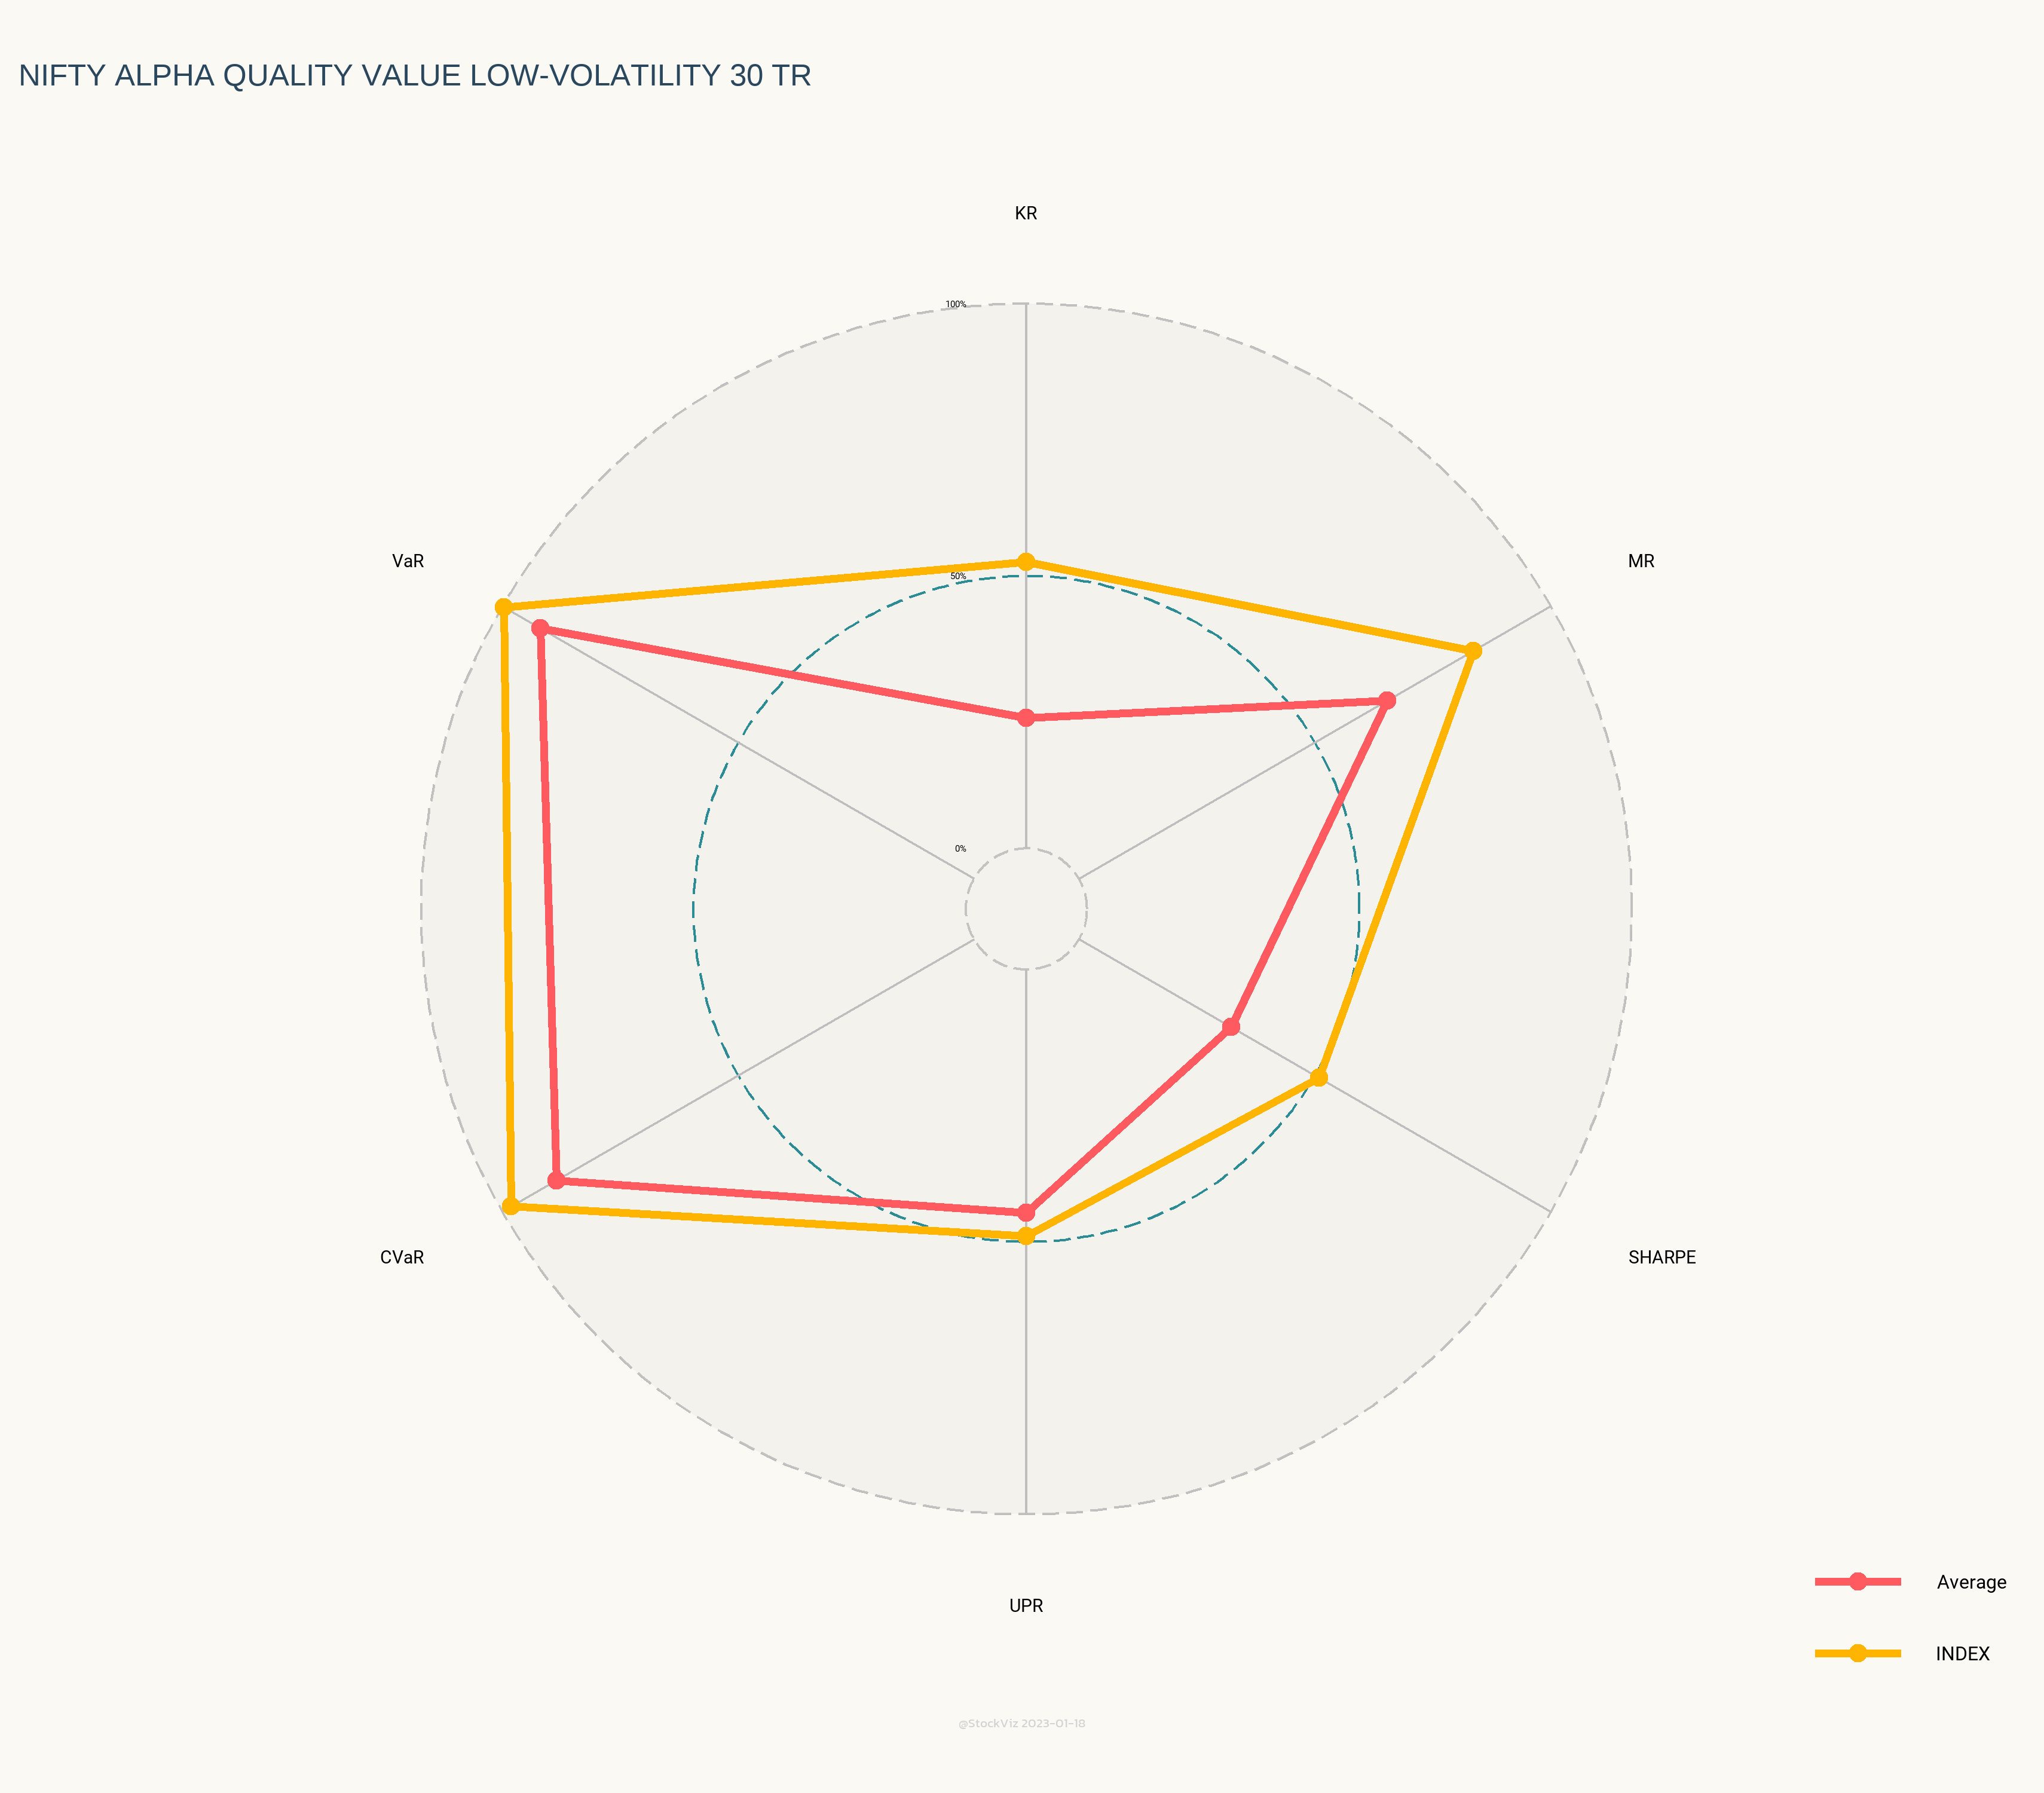 NIFTY ALPHA QUALITY VALUE LOW-VOLATILITY 30 TR
KR
100%
VaR
MR
50%
0%
CVaR
SHARPE
UPR
Average
INDEX
@StockViz 2023-01-18